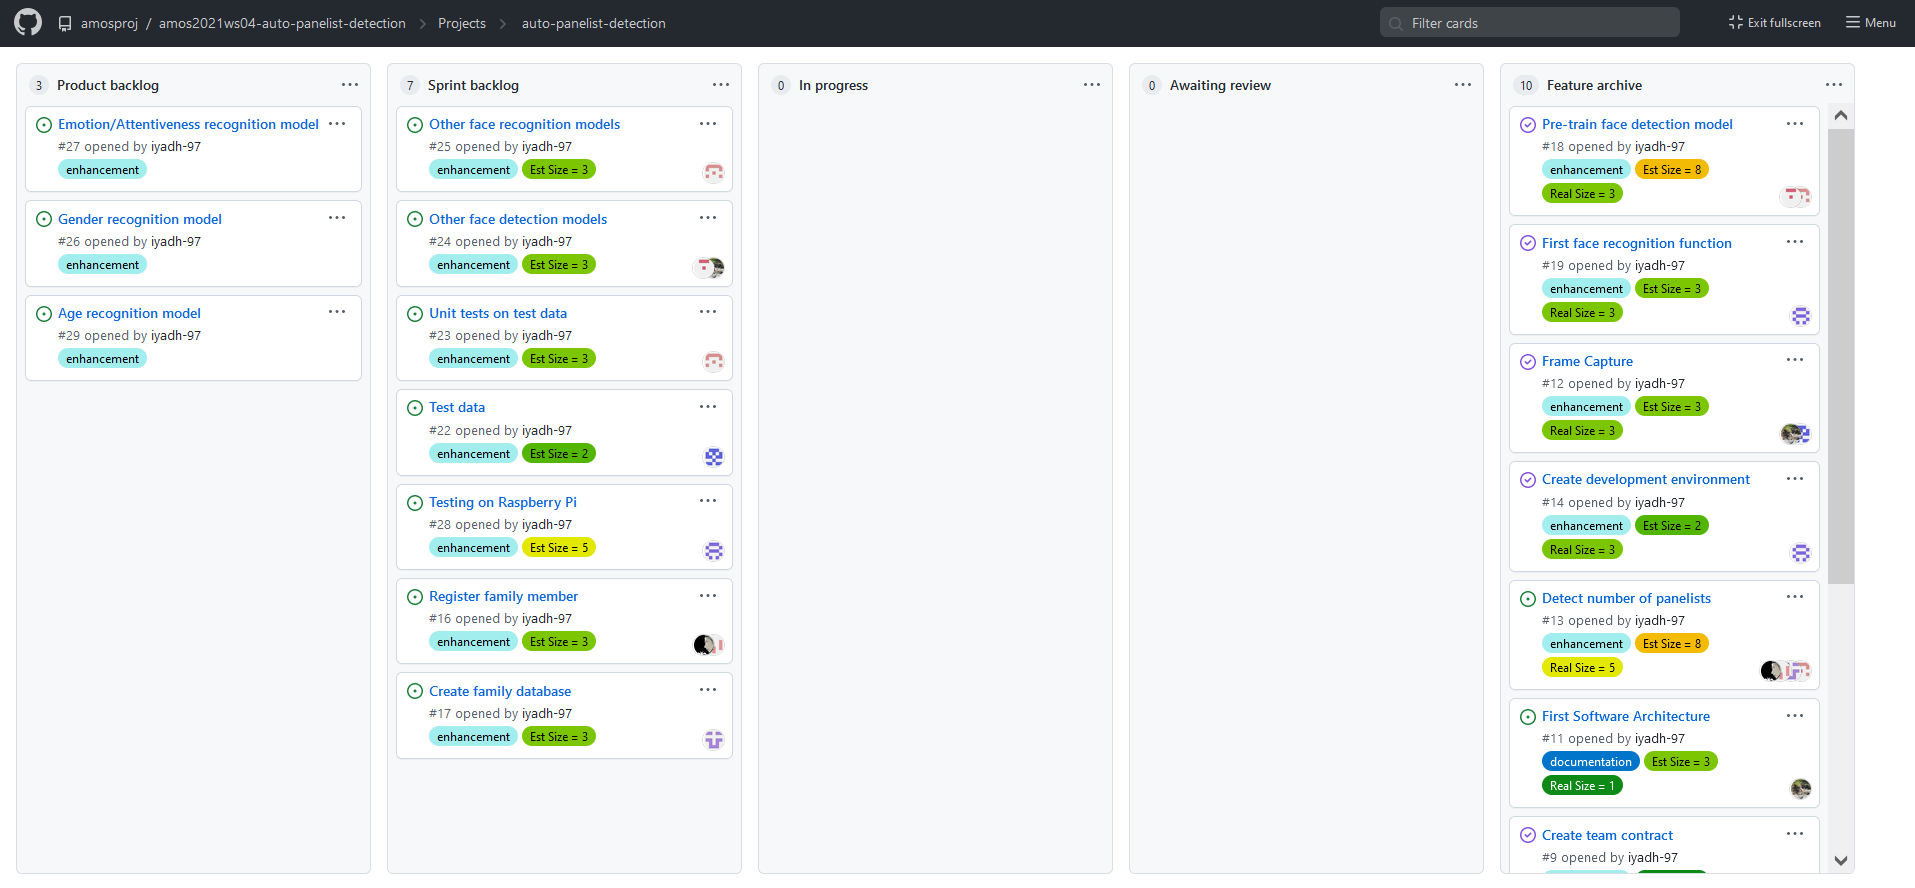 amosproj / amos2021ws04-auto-panelist-detection > Projects > auto-panelist-detection
Filter cards
Exit fullscreen
Menu
3 Product backlog
Emotion/Attentiveness recognition model
#27 opened by iyadh-97
enhancement
Gender recognition model
#26 opened by iyadh-97
enhancement
Age recognition model
#29 opened by iyadh-97
enhancement
7 Sprint backlog
Other face recognition models
#25 opened by iyadh-97
enhancement Est Size = 3
Other face detection models
#24 opened by iyadh-97
enhancement Est Size = 3
Unit tests on test data
#23 opened by iyadh-97
enhancement Est Size = 3
Test data
#22 opened by iyadh-97
enhancement Est Size = 2
Testing on Raspberry Pi
#28 opened by iyadh-97
enhancement Est Size = 5
Register family member
#16 opened by iyadh-97
enhancement Est Size = 3
Create family database
#17 opened by iyadh-97
enhancement Est Size = 3
0 In progress
0 Awaiting review
10 Feature archive
Pre-train face detection model
#18 opened by iyadh-97
enhancement Est Size = 8
Real Size = 3
First face recognition function
#19 opened by iyadh-97
enhancement Est Size = 3
Real Size = 3
Frame Capture
#12 opened by iyadh-97
enhancement Est Size = 3
Real Size = 3
Create development environment
#14 opened by iyadh-97
enhancement Est Size = 2
Real Size = 3
Detect number of panelists
#13 opened by iyadh-97
enhancement Est Size = 8
Real Size = 5
First Software Architecture
#11 opened by iyadh-97
documentation Est Size = 3
Real Size = 1
Create team contract
#9 opened by iyadh-97